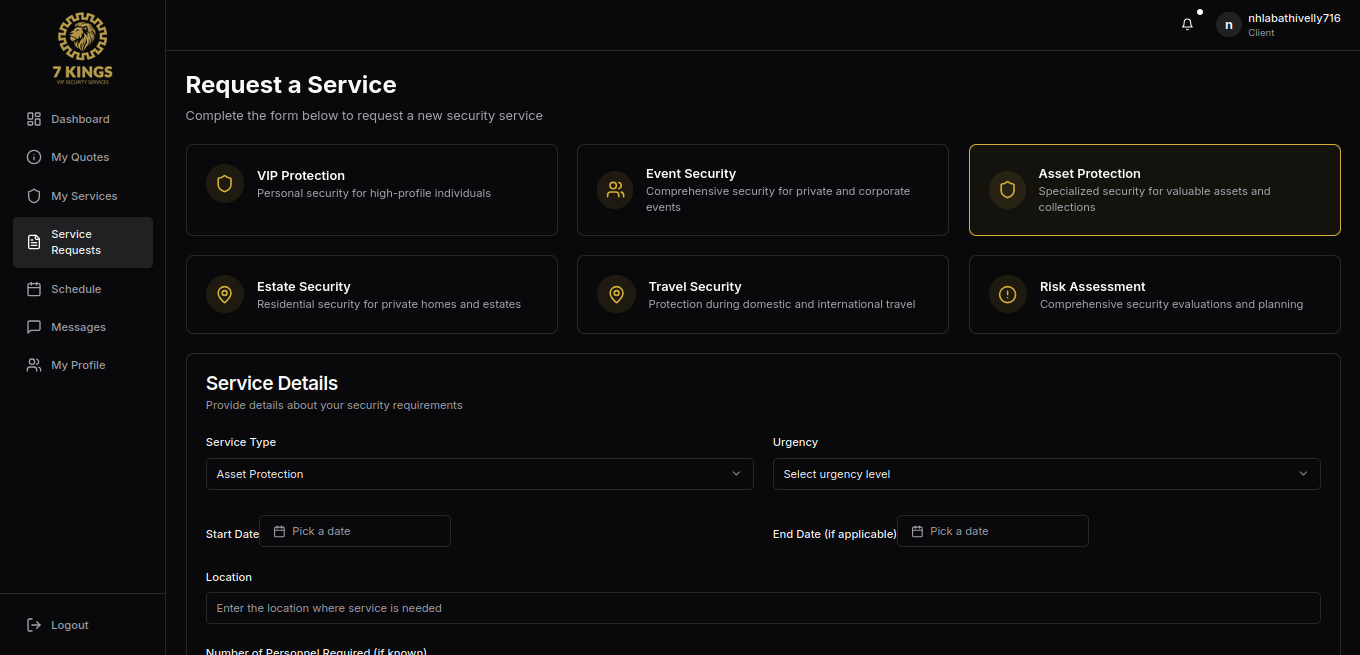 7 KINGS
VIP SECURITY SERVICES
Dashboard
My Quotes
My Services
Service
Requests
Schedule
Messages
My Profile
Logout
n
nhlabathivelly716
Client
Request a Service
Complete the form below to request a new security service
VIP Protection
Personal security for high-profile individuals
Event Security
Comprehensive security for private and corporate
events
Asset Protection
Specialized security for valuable assets and
collections
Estate Security
Residential security for private homes and estates
Travel Security
Protection during domestic and international travel
Risk Assessment
Comprehensive security evaluations and planning
Service Details
Provide details about your security requirements
Service Type
Asset Protection
Urgency
Select urgency level
Start Date
Pick a date
End Date (if applicable)
Pick a date
Location
Enter the location where service is needed
Number of Personnel Required (if known)